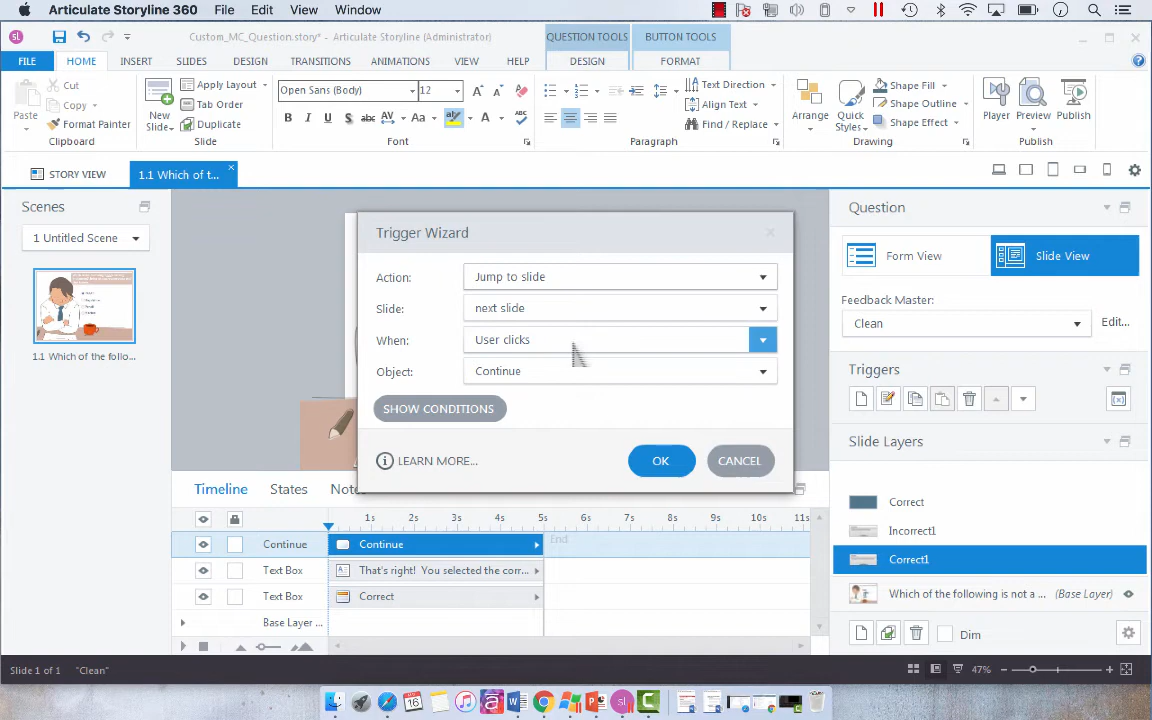 Articulate Storyline 360 File Edit View Window
Custom_MC_Question.story* - Articulate Storyline (Administrator) QUESTION TOOLS BUTTON TOOLS
FILE HOME INSERT SLIDES DESIGN TRANSITIONS ANIMATIONS VIEW HELP DESIGN FORMAT
Paste
Cut
Copy
Format Painter
Clipboard
New Slide
Apply Layout
Tab Order
Duplicate
Slide
Open Sans (Body) 12
B I U S abc AV Aa A ABC
Font
Text Direction
Align Text
Find / Replace
Paragraph
Arrange
Quick Styles
Shape Fill
Shape Outline
Shape Effect
Drawing
Player Preview Publish
Publish
STORY VIEW 1.1 Which of t...
Scenes
1 Untitled Scene
1.1 Which of the follo...
Trigger Wizard
Action: Jump to slide
Slide: next slide
When: User clicks
Object: Continue
SHOW CONDITIONS
LEARN MORE...
OK CANCEL
Timeline States Notes
1s 2s 3s 4s 5s 6s 7s 8s 9s 10s 11s
Continue Continue End
Text Box That's right! You selected the corr...
Text Box Correct
Base Layer ...
Question
Form View Slide View
Feedback Master:
Clean Edit...
Triggers
Slide Layers
Correct
Incorrect1
Correct1
Which of the following is not a ... (Base Layer)
Dim
Slide 1 of 1 "Clean" 47%